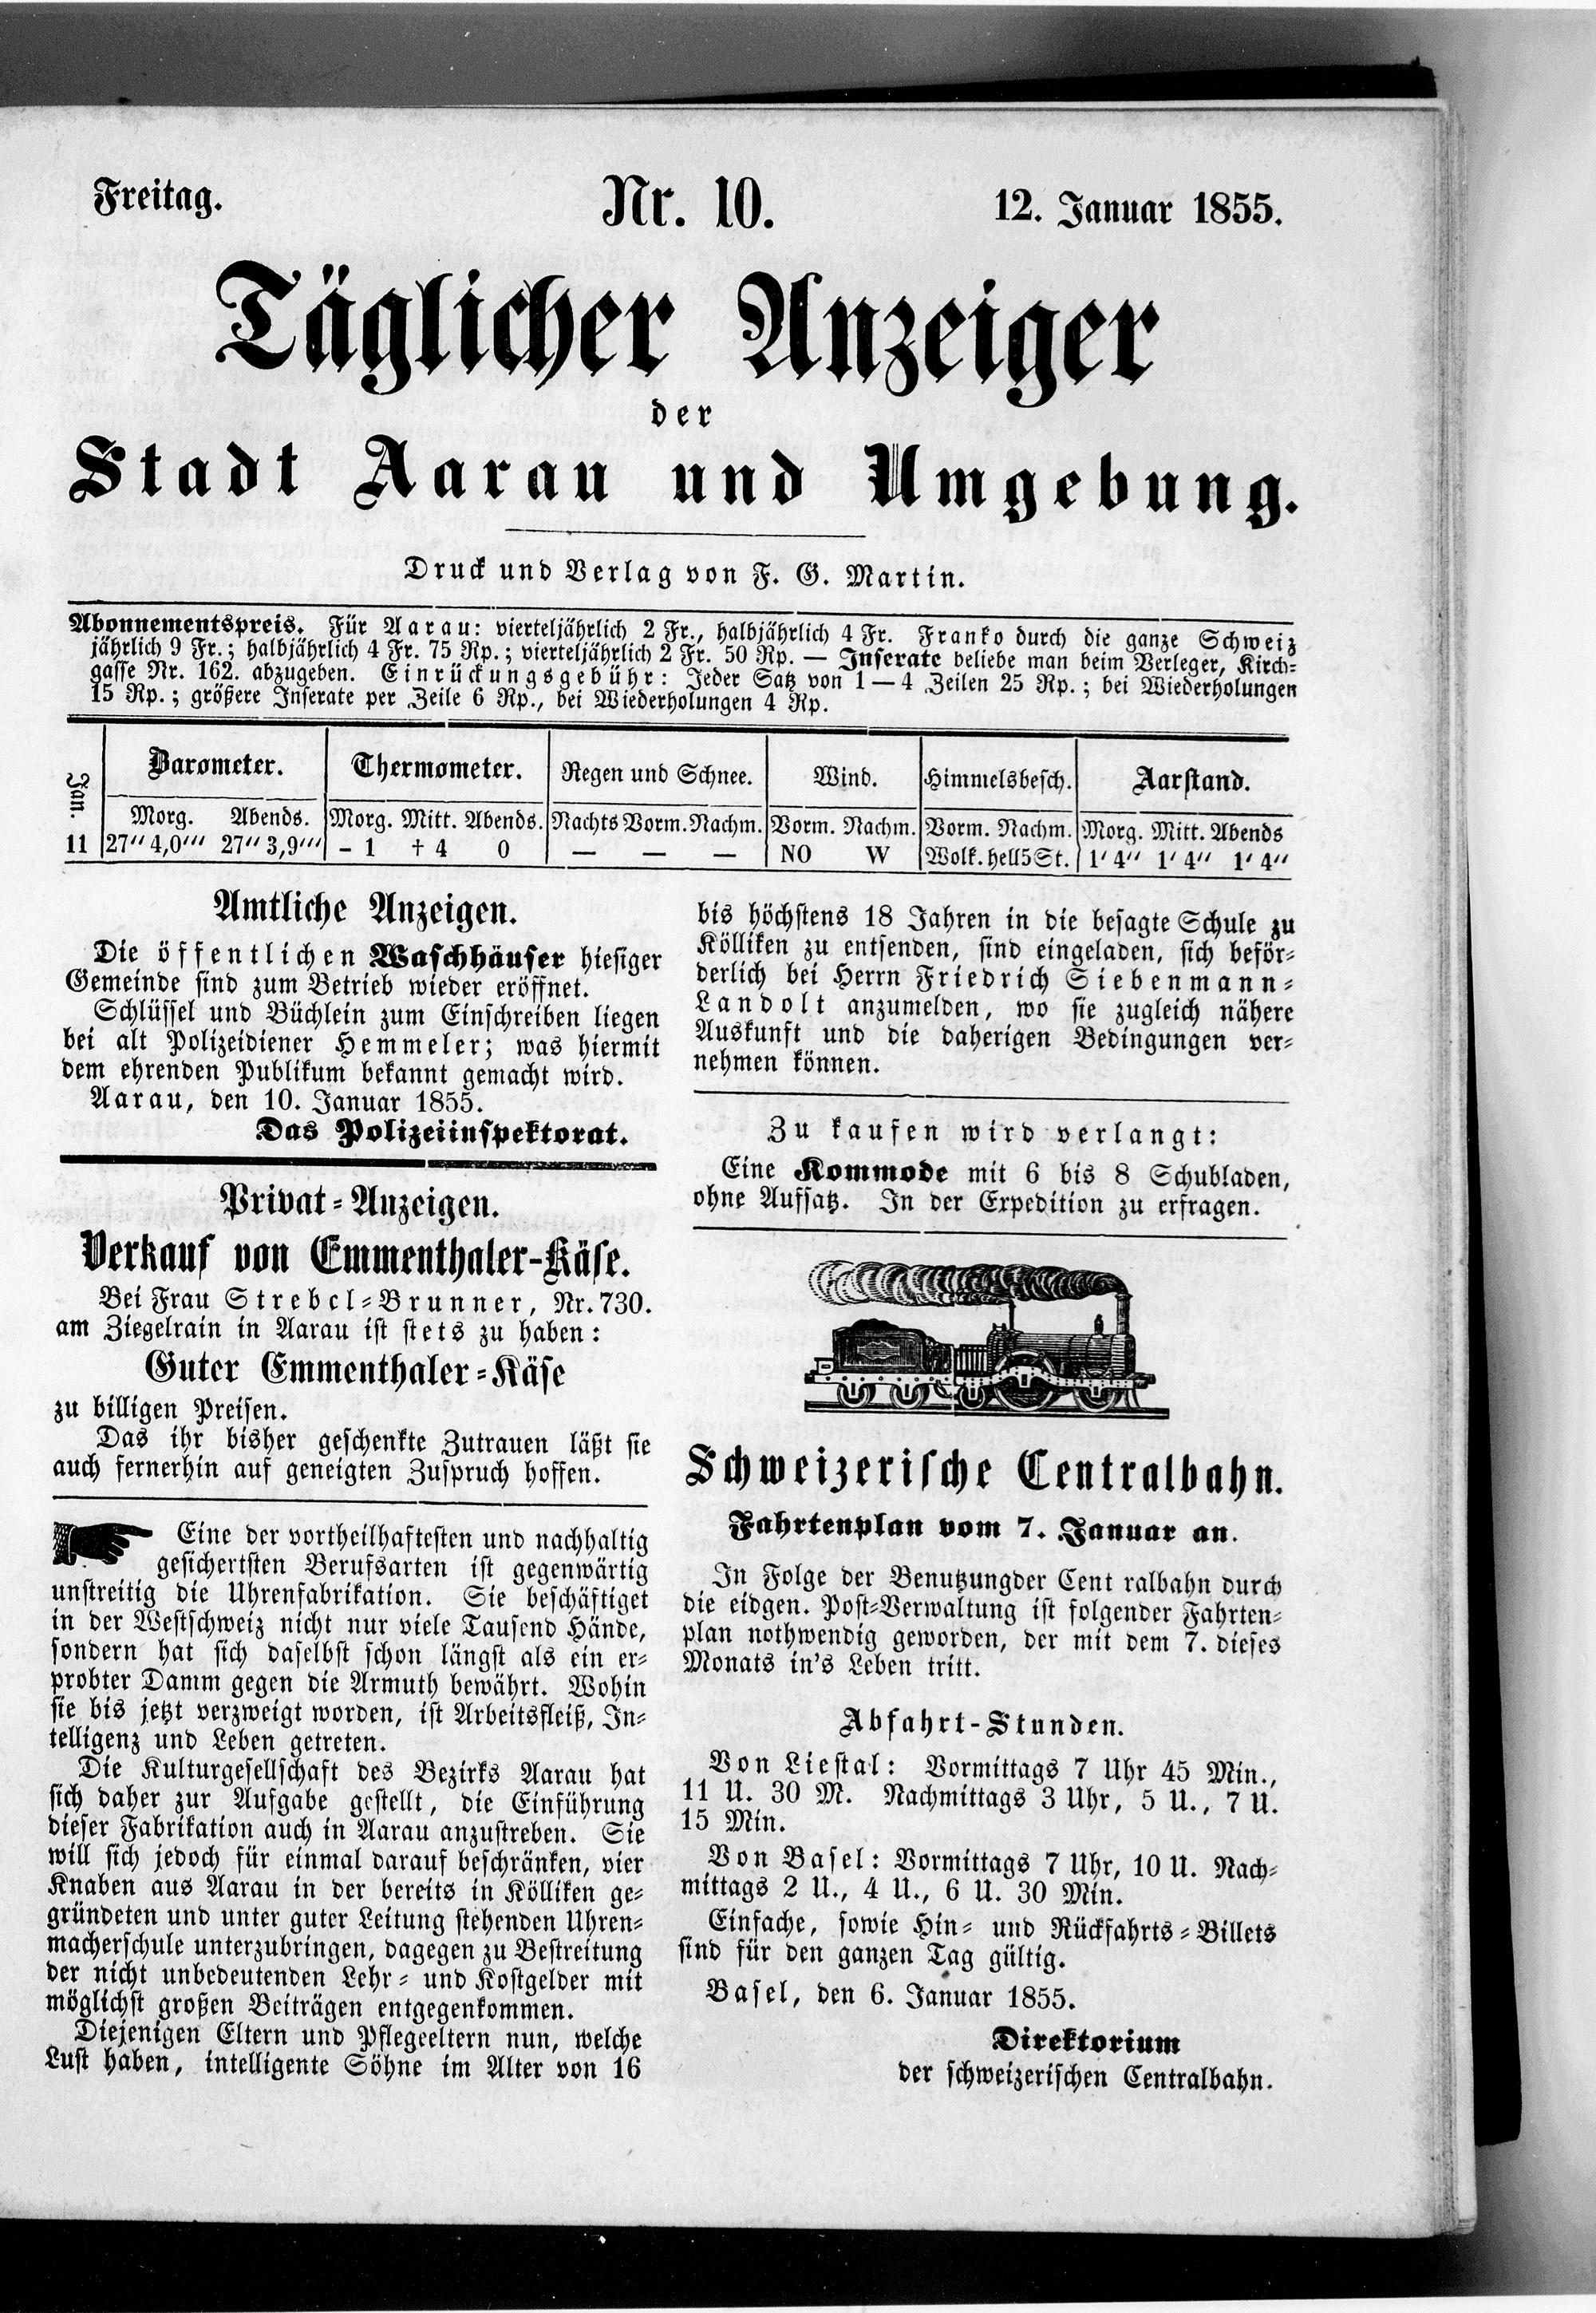 Freitag. Nr. 10. 12. Januar 1855.
Täglicher Anzeiger
der
Stadt Aarau und Umgebung.
Druck und Verlag von F. G. Martin.
Abonnementspreis. Für Aarau: vierteljährlich 2 Fr., halbjährlich 4 Fr. Franko durch die ganze Schweiz
jährlich 9 Fr.; halbjährlich 4 Fr. 75 Rp.; vierteljährlich 2 Fr. 50 Rp. — Inserate beliebe man beim Verleger, Kirch-
gasse Nr. 162. abzugeben. Einrückungsgebühr: Jeder Satz von 1—4 Zeilen 25 Rp.; bei Wiederholungen
15 Rp.; größere Inserate per Zeile 6 Rp., bei Wiederholungen 4 Rp.
Jan. Barometer. Thermometer. Regen und Schnee. Wind. Himmelsbesch. Aarstand.
Morg. Abends. Morg. Mitt. Abends. Nachts Vorm. Nachm. Vorm. Nachm. Vorm. Nachm. Morg. Mitt. Abends
11 27'' 4,0''' 27'' 3,9''' – 1 † 4 0 — — — NO W Wolk. hell5St. 1' 4'' 1' 4'' 1' 4''
Amtliche Anzeigen.
Die öffentlichen Waschhäuser hiesiger
Gemeinde sind zum Betrieb wieder eröffnet.
Schlüssel und Büchlein zum Einschreiben liegen
bei alt Polizeidiener Hemmeler; was hiermit
dem ehrenden Publikum bekannt gemacht wird.
Aarau, den 10. Januar 1855.
Das Polizeiinspektorat.
Privat-Anzeigen.
Verkauf von Emmenthaler-Käse.
Bei Frau Strebel-Brunner, Nr. 730.
am Ziegelrain in Aarau ist stets zu haben:
Guter Emmenthaler-Käse
zu billigen Preisen.
Das ihr bisher geschenkte Zutrauen läßt sie
auch fernerhin auf geneigten Zuspruch hoffen.
Eine der vortheilhaftesten und nachhaltig
gesichertsten Berufsarten ist gegenwärtig
unstreitig die Uhrenfabrikation. Sie beschäftiget
in der Westschweiz nicht nur viele Tausend Hände,
sondern hat sich daselbst schon längst als ein er-
probter Damm gegen die Armuth bewährt. Wohin
sie bis jetzt verzweigt worden, ist Arbeitsfleiß, In-
telligenz und Leben getreten.
Die Kulturgesellschaft des Bezirks Aarau hat
sich daher zur Aufgabe gestellt, die Einführung
dieser Fabrikation auch in Aarau anzustreben. Sie
will sich jedoch für einmal darauf beschränken, vier
Knaben aus Aarau in der bereits in Kölliken ge-
gründeten und unter guter Leitung stehenden Uhren-
macherschule unterzubringen, dagegen zu Bestreitung
der nicht unbedeutenden Lehr- und Kostgelder mit
möglichst großen Beiträgen entgegenkommen.
Diejenigen Eltern und Pflegeeltern nun, welche
Lust haben, intelligente Söhne im Alter von 16
bis höchstens 18 Jahren in die besagte Schule zu
Kölliken zu entsenden, sind eingeladen, sich beför-
derlich bei Herrn Friedrich Siebenmann-
Landolt anzumelden, wo sie zugleich nähere
Auskunft und die daherigen Bedingungen ver-
nehmen können.
Zu kaufen wird verlangt:
Eine Kommode mit 6 bis 8 Schubladen,
ohne Aufsatz. In der Expedition zu erfragen.
Schweizerische Centralbahn.
Fahrtenplan vom 7. Januar an.
In Folge der Benutzungder Cent ralbahn durch
die eidgen. Post-Verwaltung ist folgender Fahrten-
plan nothwendig geworden, der mit dem 7. dieses
Monats in's Leben tritt.
Abfahrt-Stunden.
Von Liestal: Vormittags 7 Uhr 45 Min.,
11 U. 30 M. Nachmittags 3 Uhr, 5 U., 7 U.
15 Min.
Von Basel: Vormittags 7 Uhr, 10 U. Nach-
mittags 2 U., 4 U., 6 U. 30 Min.
Einfache, sowie Hin- und Rückfahrts-Billets
sind für den ganzen Tag gültig.
Basel, den 6. Januar 1855.
Direktorium
der schweizerischen Centralbahn.